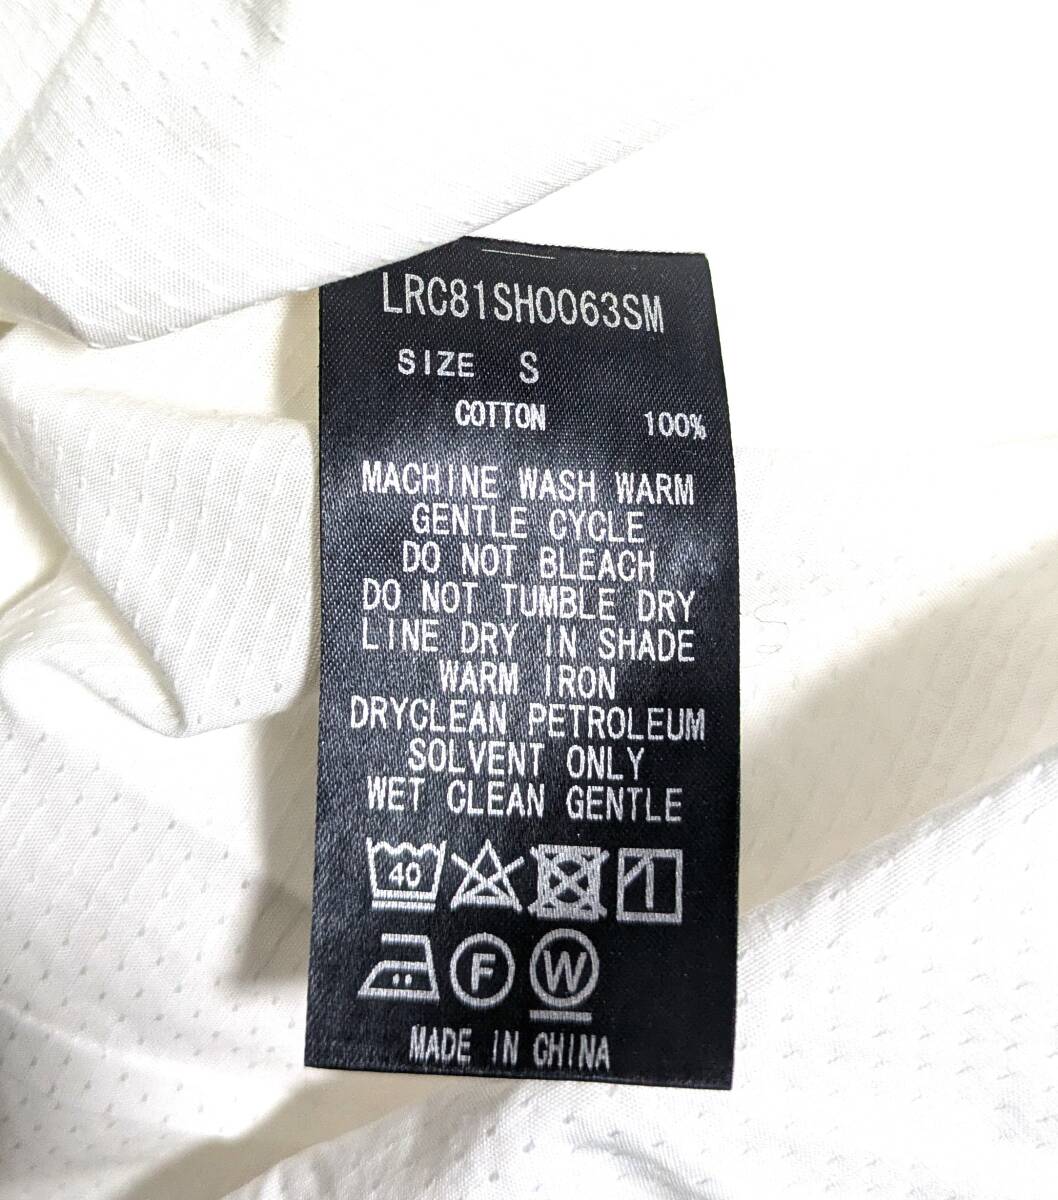 LRC81SH0063SM
SIZE S
COTTON 100%
MACHINE WASH WARM
GENTLE CYCLE
DO NOT BLEACH
DO NOT TUMBLE DRY
LINE DRY IN SHADE
WARM IRON
DRYCLEAN PETROLEUM
SOLVENT ONLY
WET CLEAN GENTLE
40
F W
MADE IN CHINA